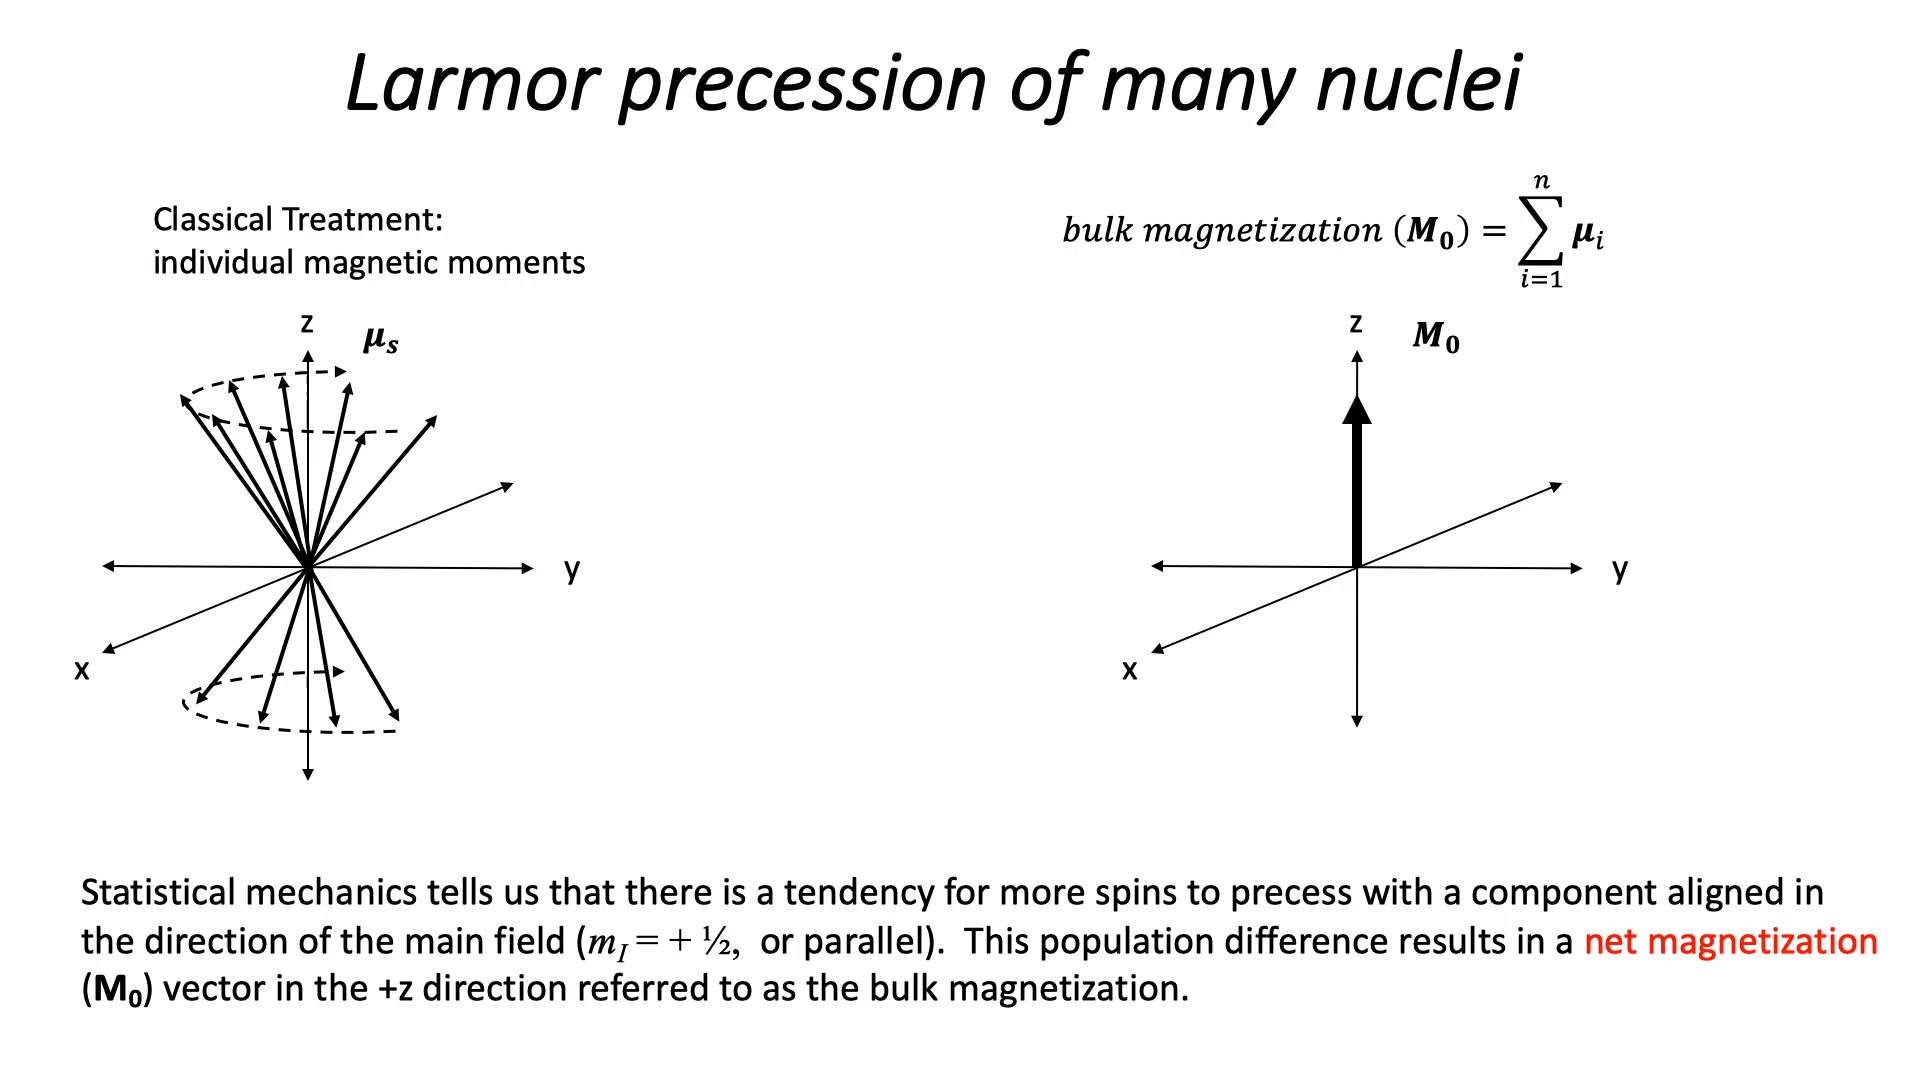 Larmor precession of many nuclei
Classical Treatment:
individual magnetic moments
bulk magnetization (M₀) = ∑ᵢ₌₁ⁿ μᵢ
z
μₛ
y
x
z
M₀
y
x
Statistical mechanics tells us that there is a tendency for more spins to precess with a component aligned in
the direction of the main field (m_I = + ½, or parallel). This population difference results in a net magnetization
(M₀) vector in the +z direction referred to as the bulk magnetization.